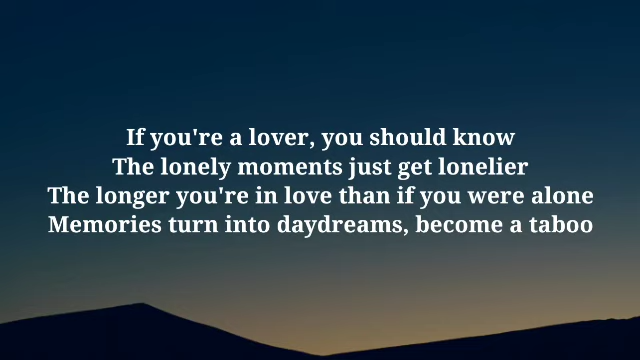 If you're a lover, you should know
The lonely moments just get lonelier
The longer you're in love than if you were alone
Memories turn into daydreams, become a taboo